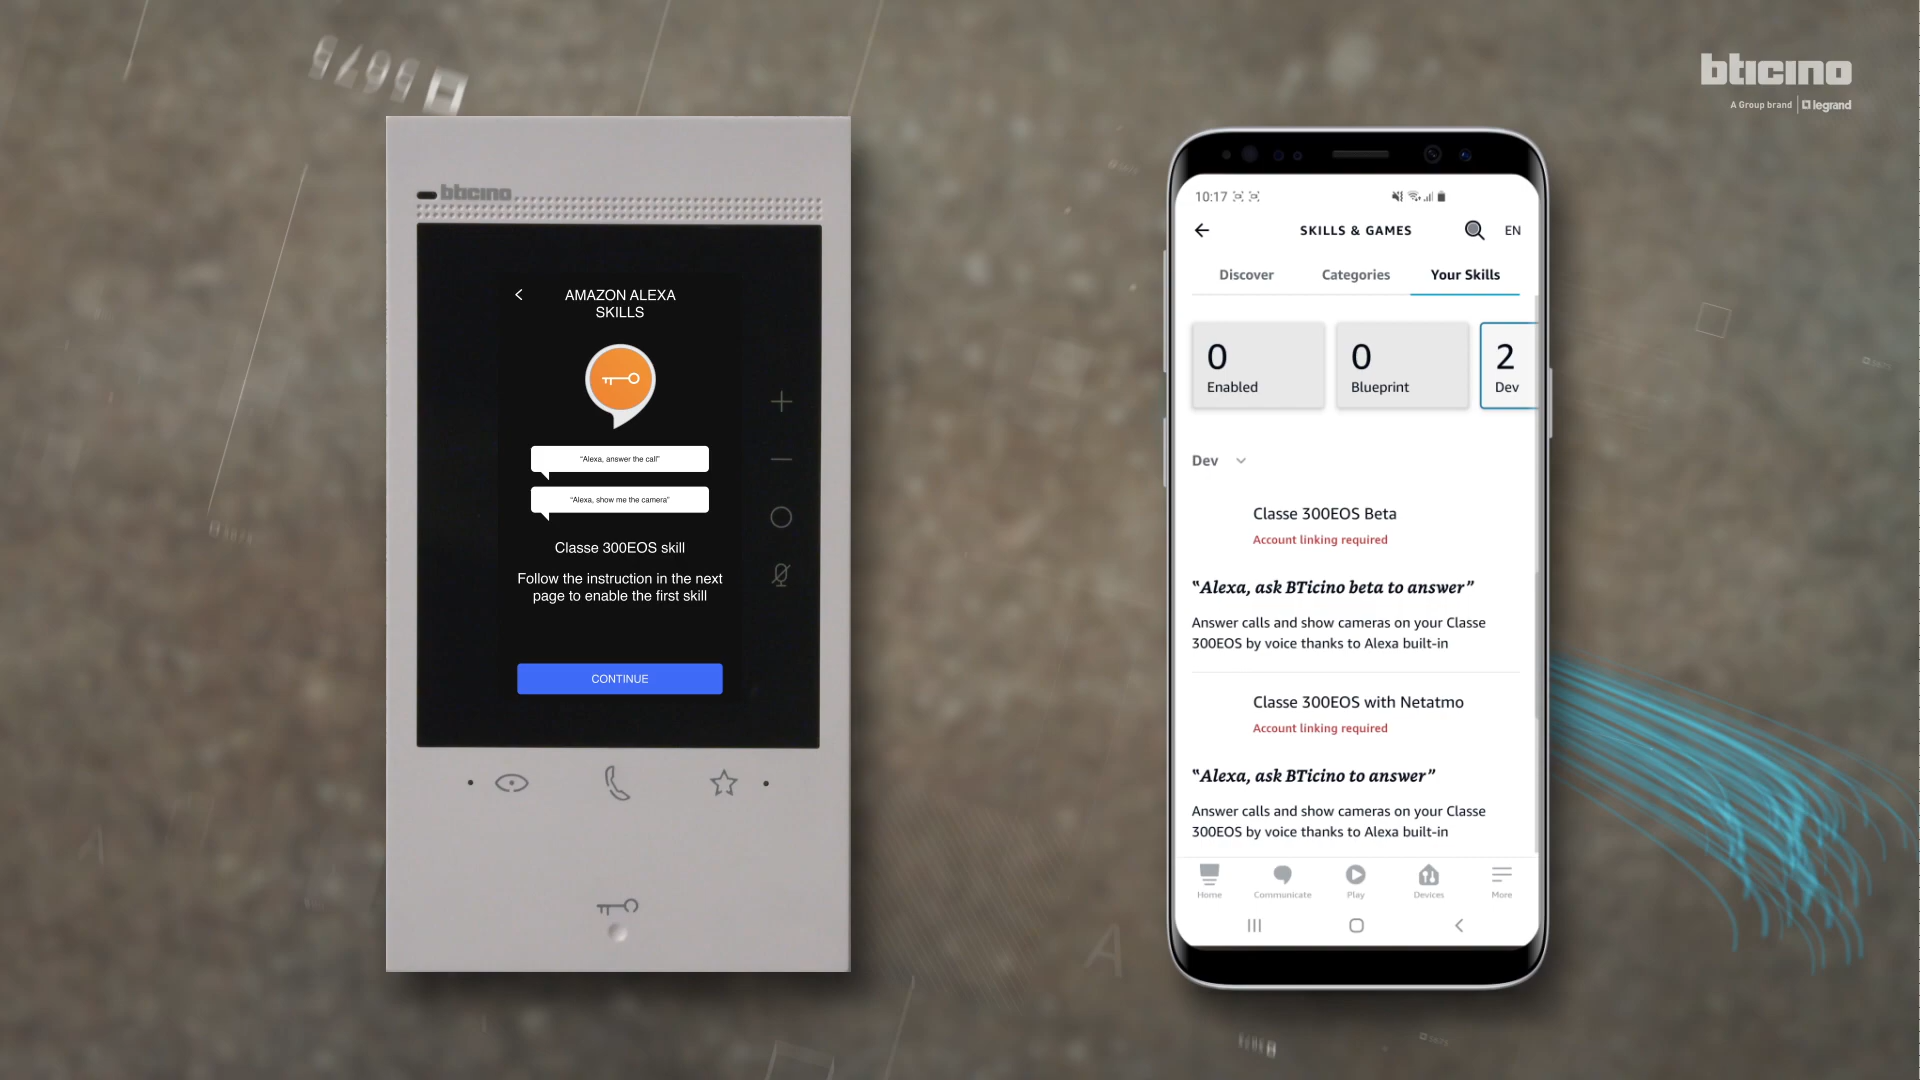 bticino
A Group brand legrand
bticino
AMAZON ALEXA
SKILLS
"Alexa, answer the call"
"Alexa, show me the camera"
Classe 300EOS skill
Follow the instruction in the next
page to enable the first skill
CONTINUE
10:17
SKILLS & GAMES
EN
Discover Categories Your Skills
0 0 2
Enabled Blueprint Dev
Dev
Classe 300EOS Beta
Account linking required
"Alexa, ask BTicino beta to answer"
Answer calls and show cameras on your Classe
300EOS by voice thanks to Alexa built-in
Classe 300EOS with Netatmo
Account linking required
"Alexa, ask BTicino to answer"
Answer calls and show cameras on your Classe
300EOS by voice thanks to Alexa built-in
Home Communicate Play Devices More
A